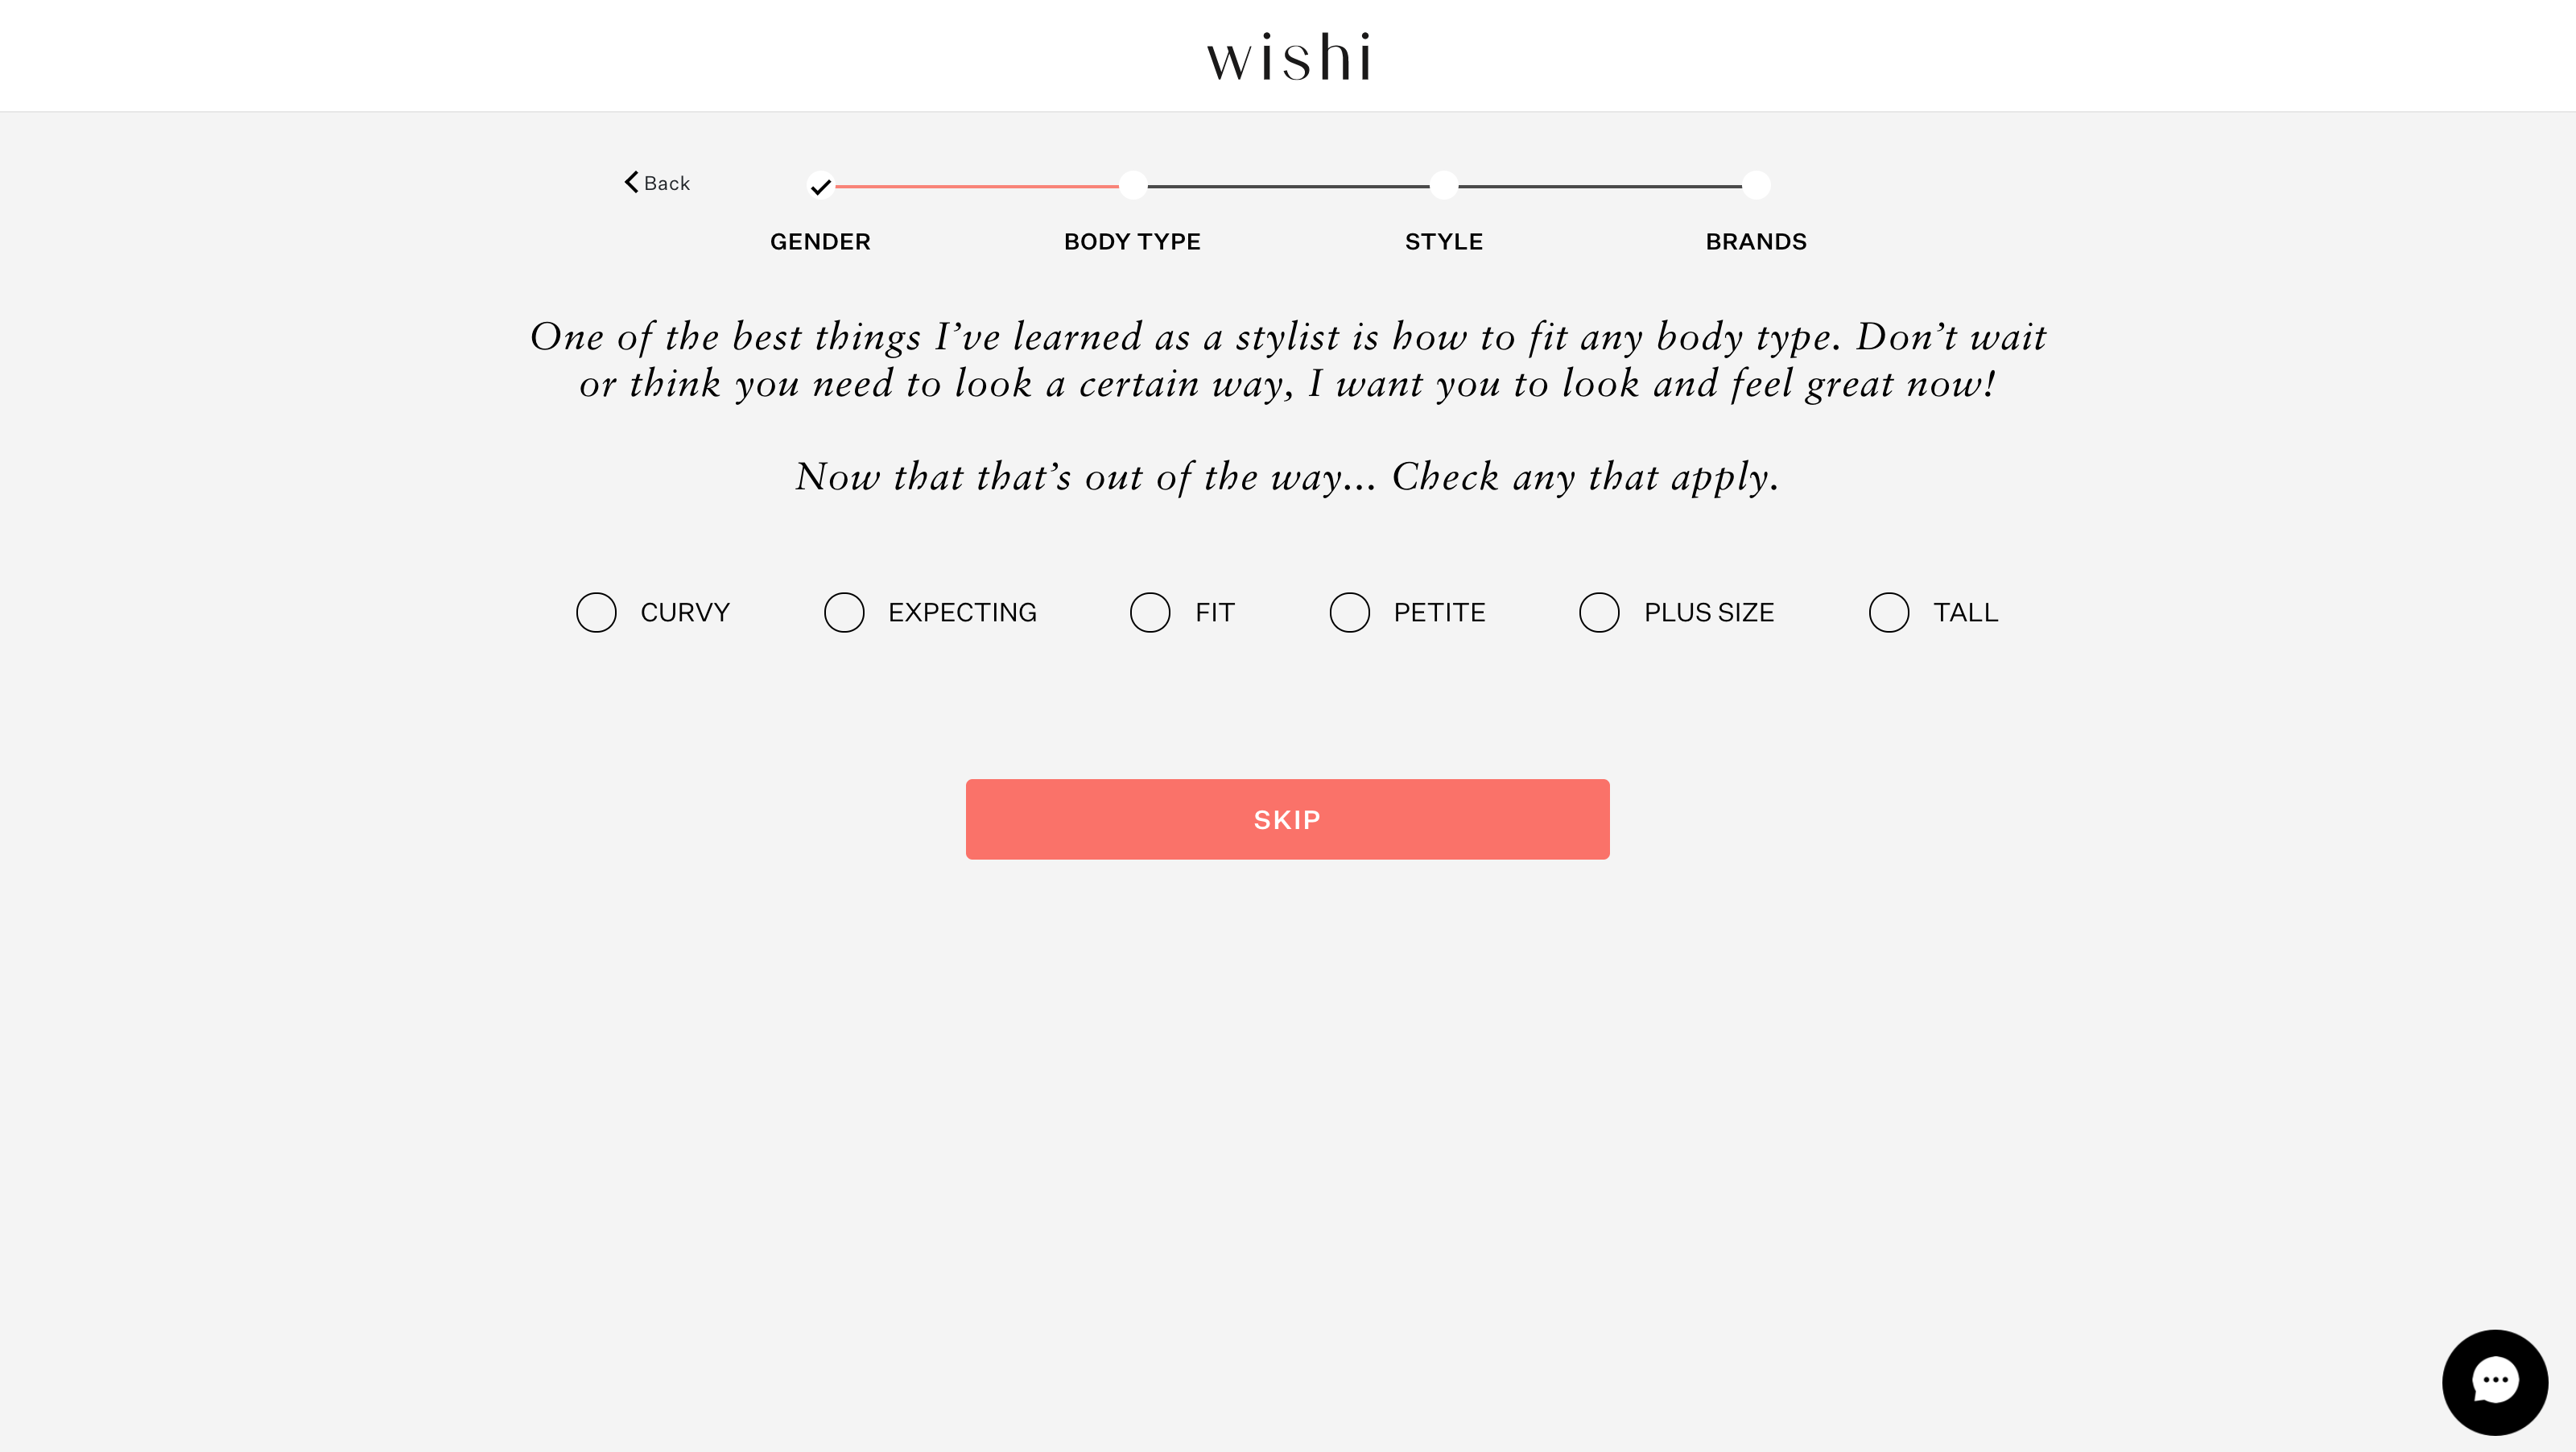 wishi
Back
GENDER
BODY TYPE
STYLE
BRANDS
One of the best things I’ve learned as a stylist is how to fit any body type. Don’t wait
or think you need to look a certain way, I want you to look and feel great now!
Now that that’s out of the way... Check any that apply.
CURVY
EXPECTING
FIT
PETITE
PLUS SIZE
TALL
SKIP